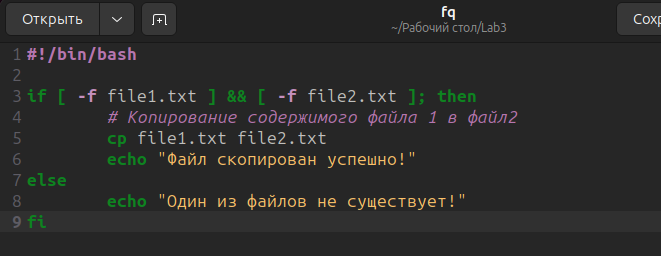 Открыть
fq
~/Рабочий стол/Lab3
Сох
1 #!/bin/bash
2
3 if [ -f file1.txt ] && [ -f file2.txt ]; then
4         # Копирование содержимого файла 1 в файл2
5         cp file1.txt file2.txt
6         echo "Файл скопирован успешно!"
7 else
8         echo "Один из файлов не существует!"
9 fi